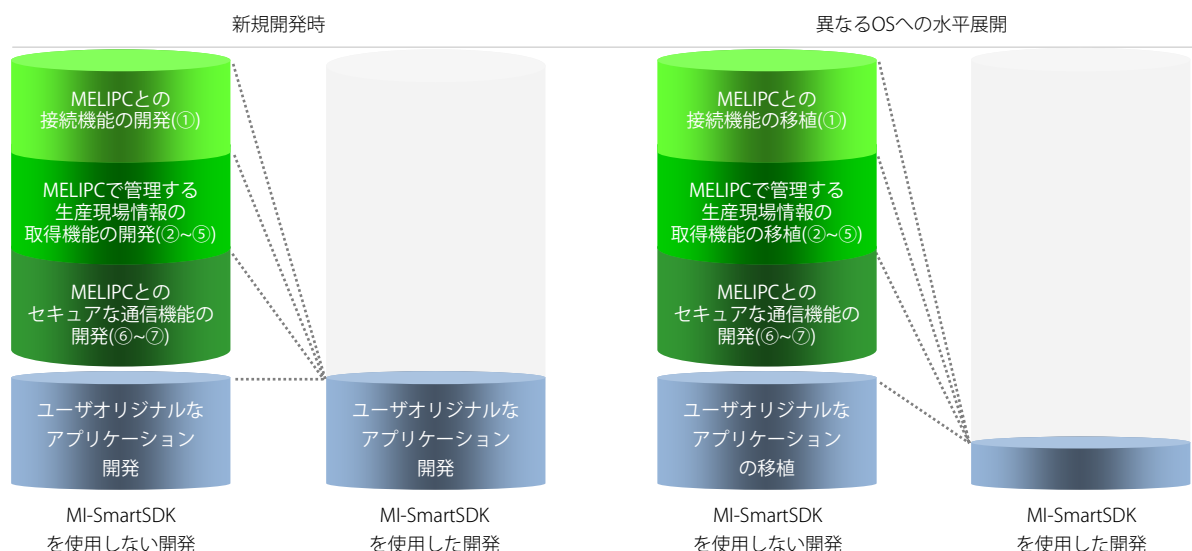 新規開発時
MELIPCとの
接続機能の開発(①)
MELIPCで管理する
生産現場情報の
取得機能の開発(②~⑤)
MELIPCとの
セキュアな通信機能の
開発(⑥~⑦)
ユーザオリジナルな
アプリケーション
開発
MI-SmartSDK
を使用しない開発
ユーザオリジナルな
アプリケーション
開発
MI-SmartSDK
を使用した開発
異なるOSへの水平展開
MELIPCとの
接続機能の移植(①)
MELIPCで管理する
生産現場情報の
取得機能の移植(②~⑤)
MELIPCとの
セキュアな通信機能の
開発(⑥~⑦)
ユーザオリジナルな
アプリケーション
の移植
MI-SmartSDK
を使用しない開発
MI-SmartSDK
を使用した開発